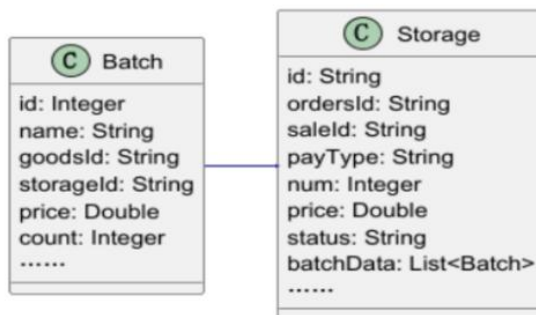 C Batch
id: Integer
name: String
goodsId: String
storageId: String
price: Double
count: Integer
......
C Storage
id: String
ordersId: String
saleId: String
payType: String
num: Integer
price: Double
status: String
batchData: List<Batch>
......